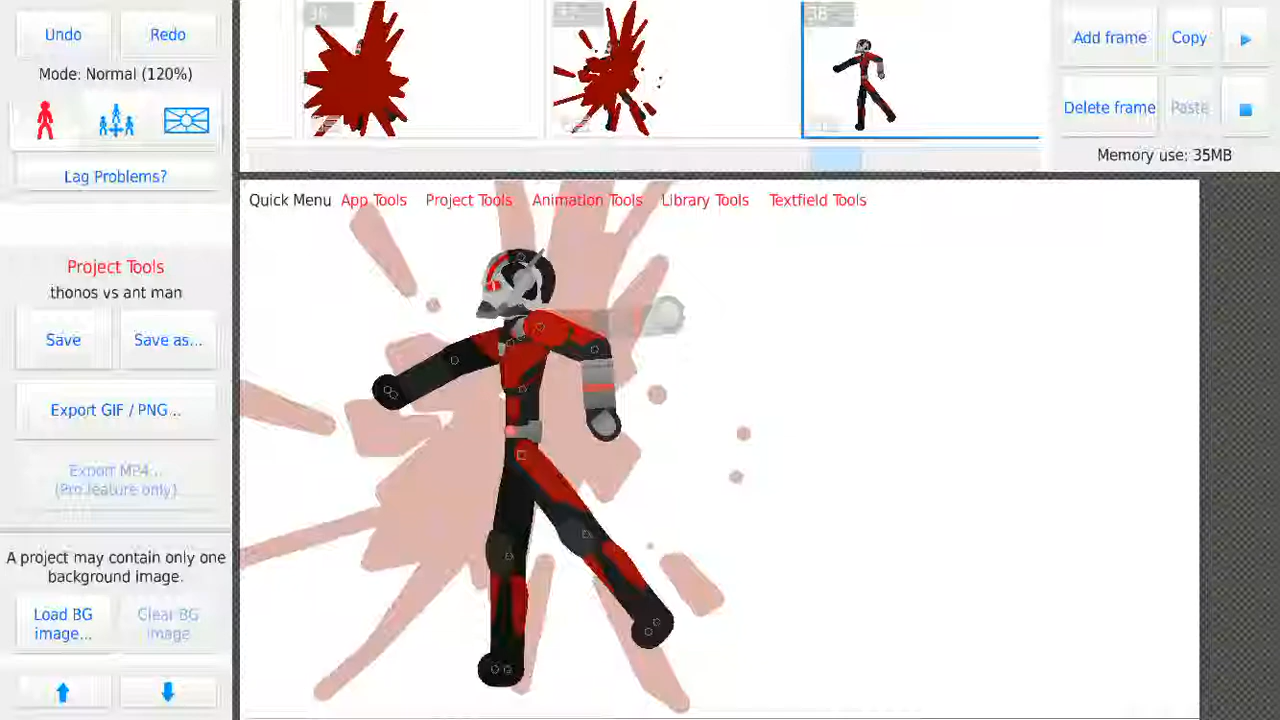 Undo
Redo
Mode: Normal (120%)
Lag Problems?
Project Tools
thonos vs ant man
Save
Save as...
Export GIF / PNG...
Export MP4...
(Pro feature only)
A project may contain only one
background image.
Load BG
image...
Clear BG
image
36
38
Add frame
Copy
Delete frame
Paste
Memory use: 35MB
Quick Menu
App Tools
Project Tools
Animation Tools
Library Tools
Textfield Tools